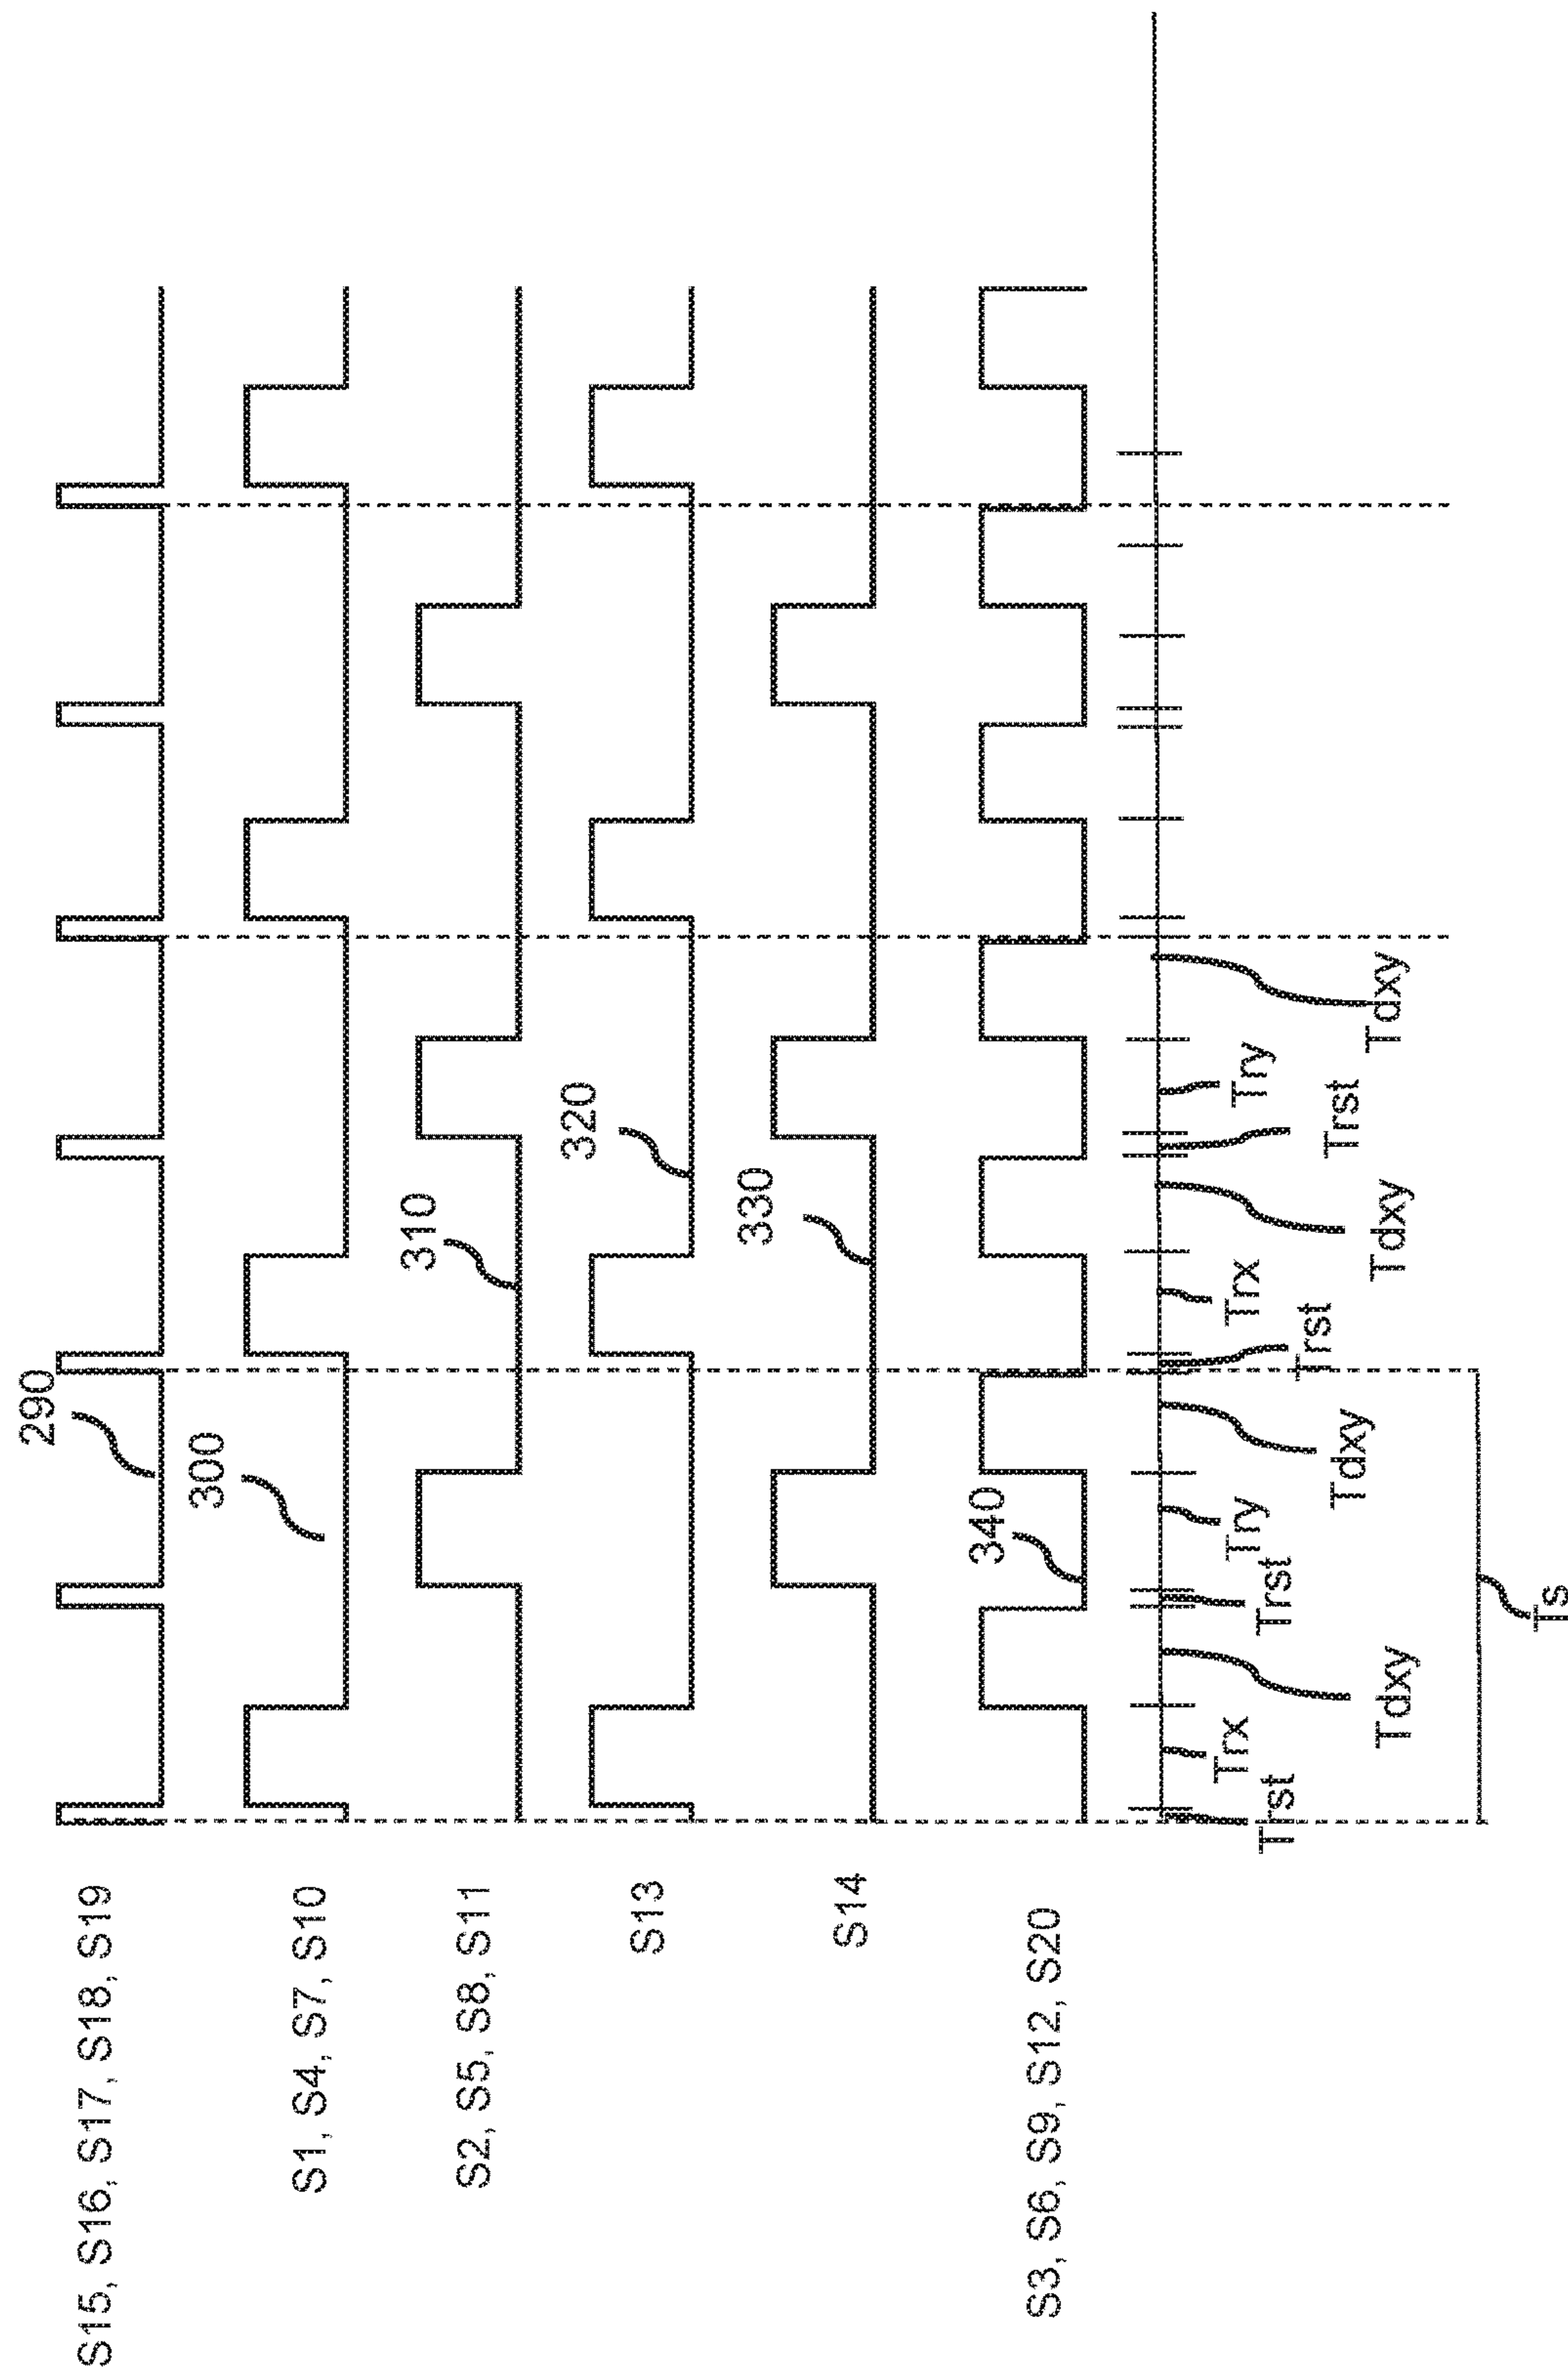 S15, S16, S17, S18, S19
290
S1, S4, S7, S10
300
S2, S5, S8, S11
310
S13
320
S14
330
S3, S6, S9, S12, S20
340
Trst
Trx
Tdxy
Trst
Try
Tdxy
Trst
Trx
Tdxy
Trst
Try
Tdxy
Ts